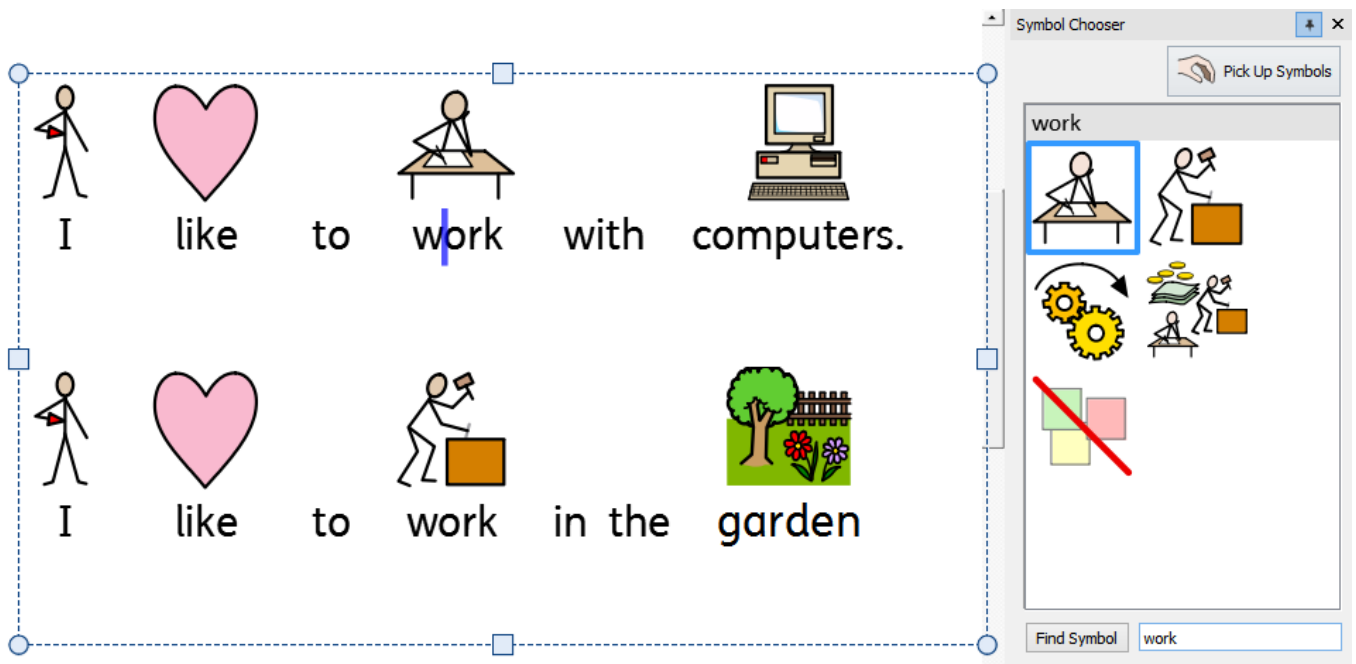 I like to work with computers.
I like to work in the garden
Symbol Chooser
Pick Up Symbols
work
Find Symbol work